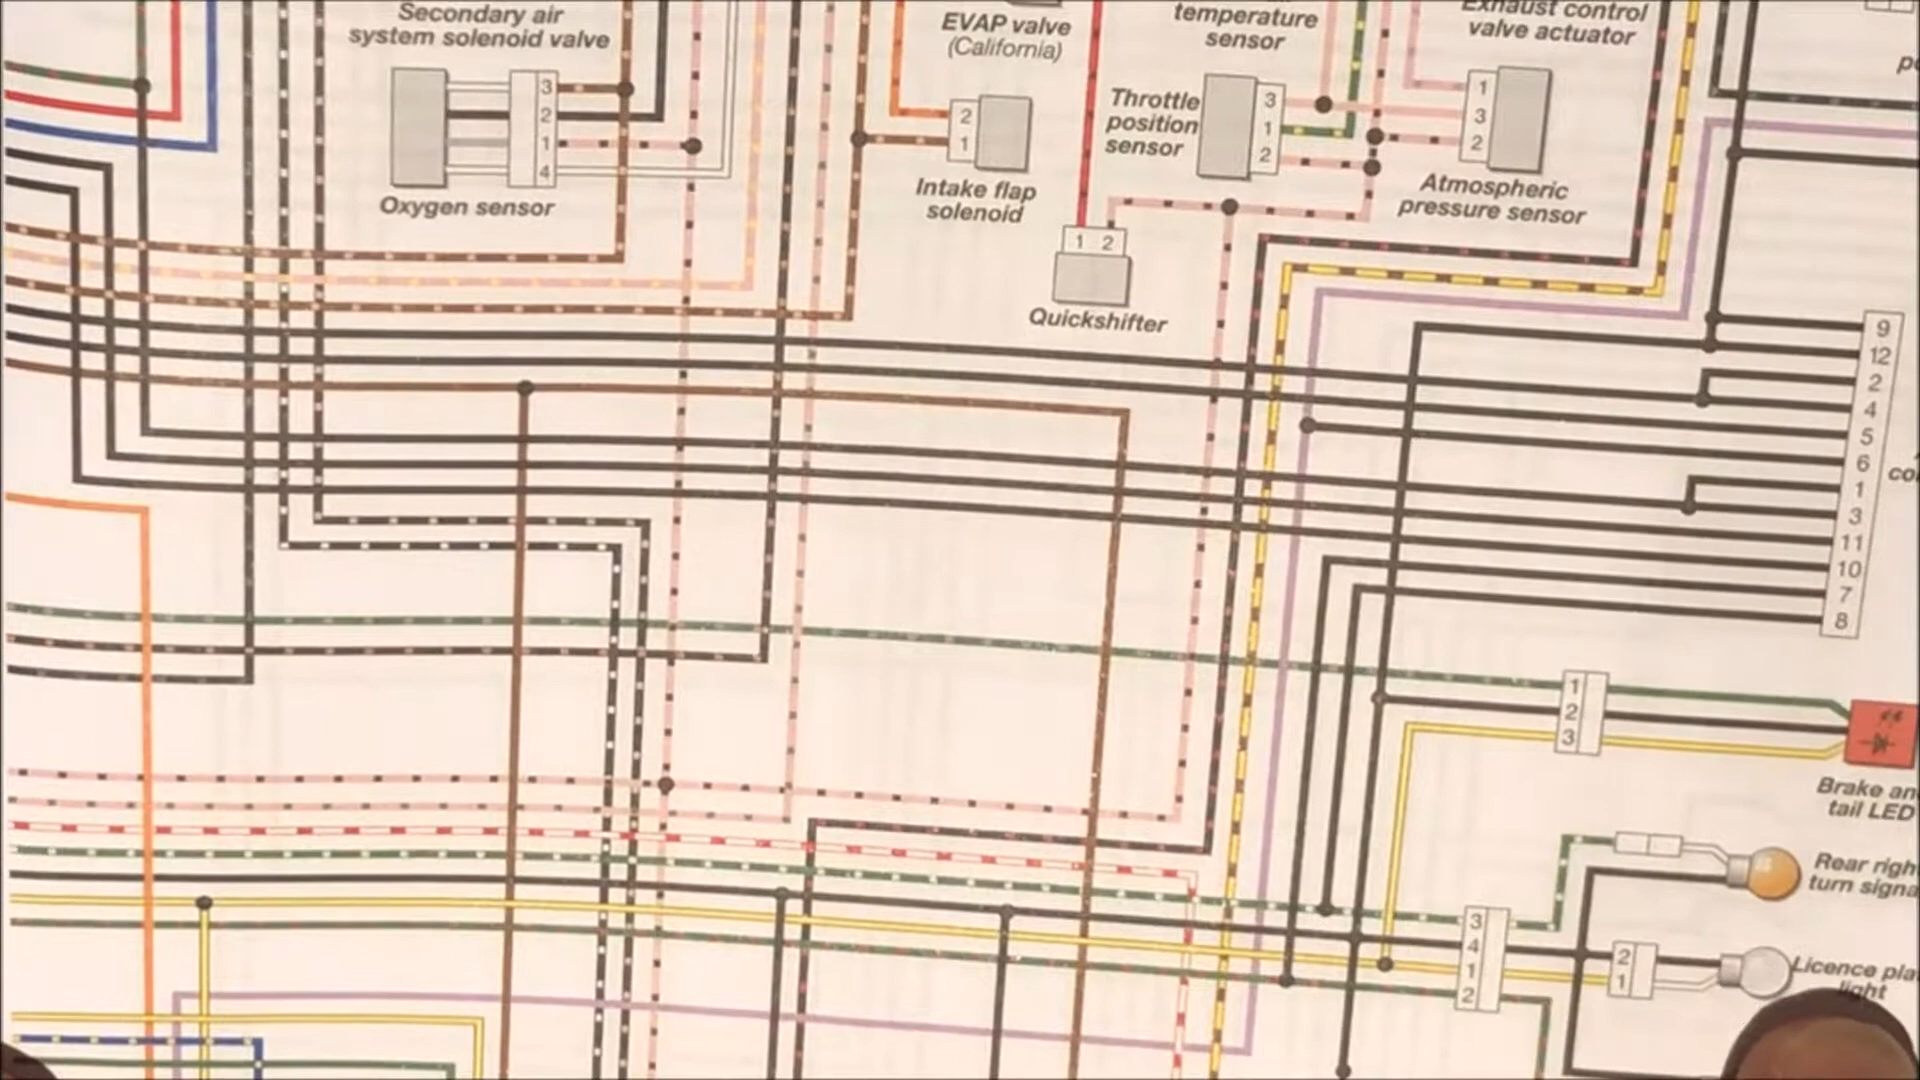 Secondary air
system solenoid valve
3
2
1
4
Oxygen sensor
EVAP valve
(California)
2
1
Intake flap
solenoid
1 2
Quickshifter
temperature
sensor
Throttle
position
sensor
3
1
2
Exhaust control
valve actuator
1
3
2
Atmospheric
pressure sensor
9
12
2
4
5
6
1
3
11
10
7
8
1
2
3
Brake an
tail LED
Rear righ
turn signa
3
4
1
2
2
1
Licence pla
light